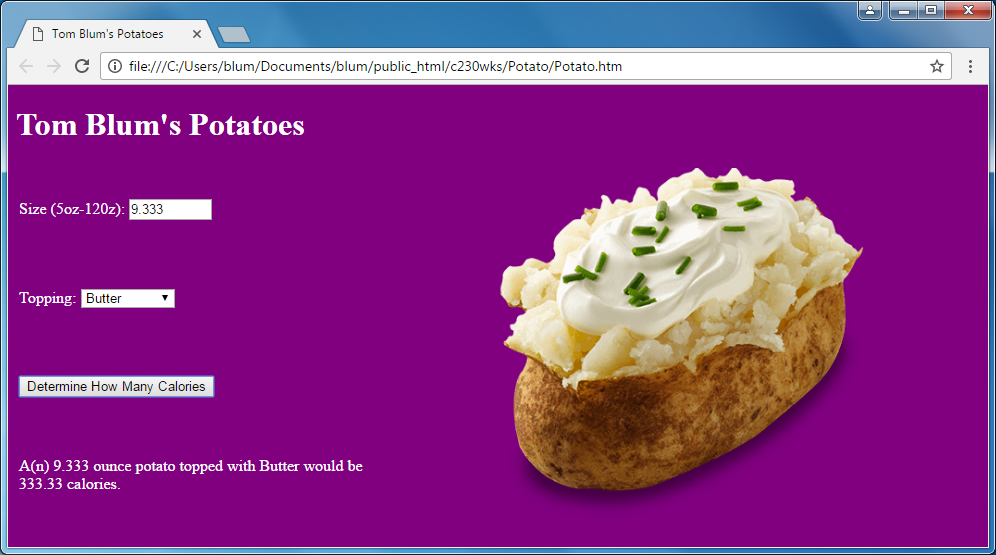 Tom Blum's Potatoes
file:///C:/Users/blum/Documents/blum/public_html/c230wks/Potato/Potato.htm
Tom Blum's Potatoes
Size (5oz-12oz): 9.333
Topping: Butter
Determine How Many Calories
A(n) 9.333 ounce potato topped with Butter would be
333.33 calories.